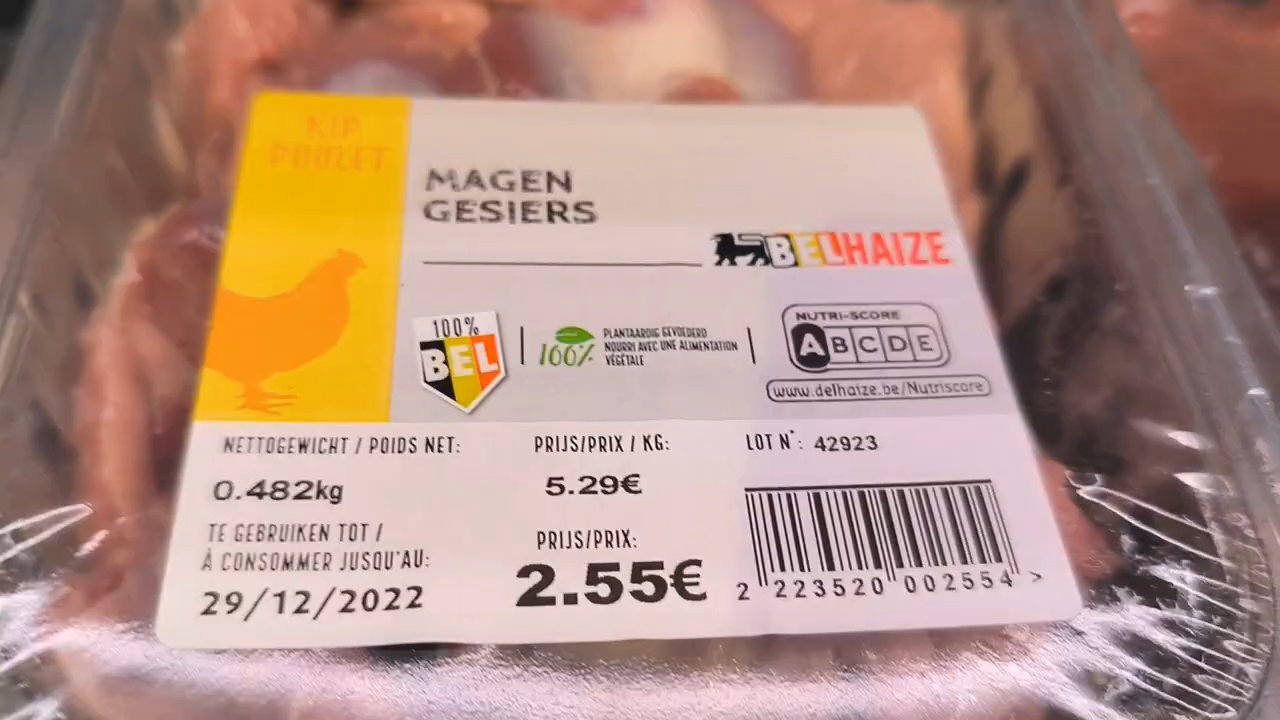 KIP
POULET
MAGEN
GESIERS
BELHAIZE
100%
BEL
100%
PLANTAARDIG GEVOEDERD
NOURRI AVEC UNE ALIMENTATION
VÉGÉTALE
NUTRI-SCORE
A B C D E
www.delhaize.be/Nutriscore
NETTOGEWICHT / POIDS NET:
0.482kg
TE GEBRUIKEN TOT /
À CONSOMMER JUSQU'AU:
29/12/2022
PRIJS/PRIX / KG:
5.29€
PRIJS/PRIX:
2.55€
LOT N°: 42923
2 223520 002554 >